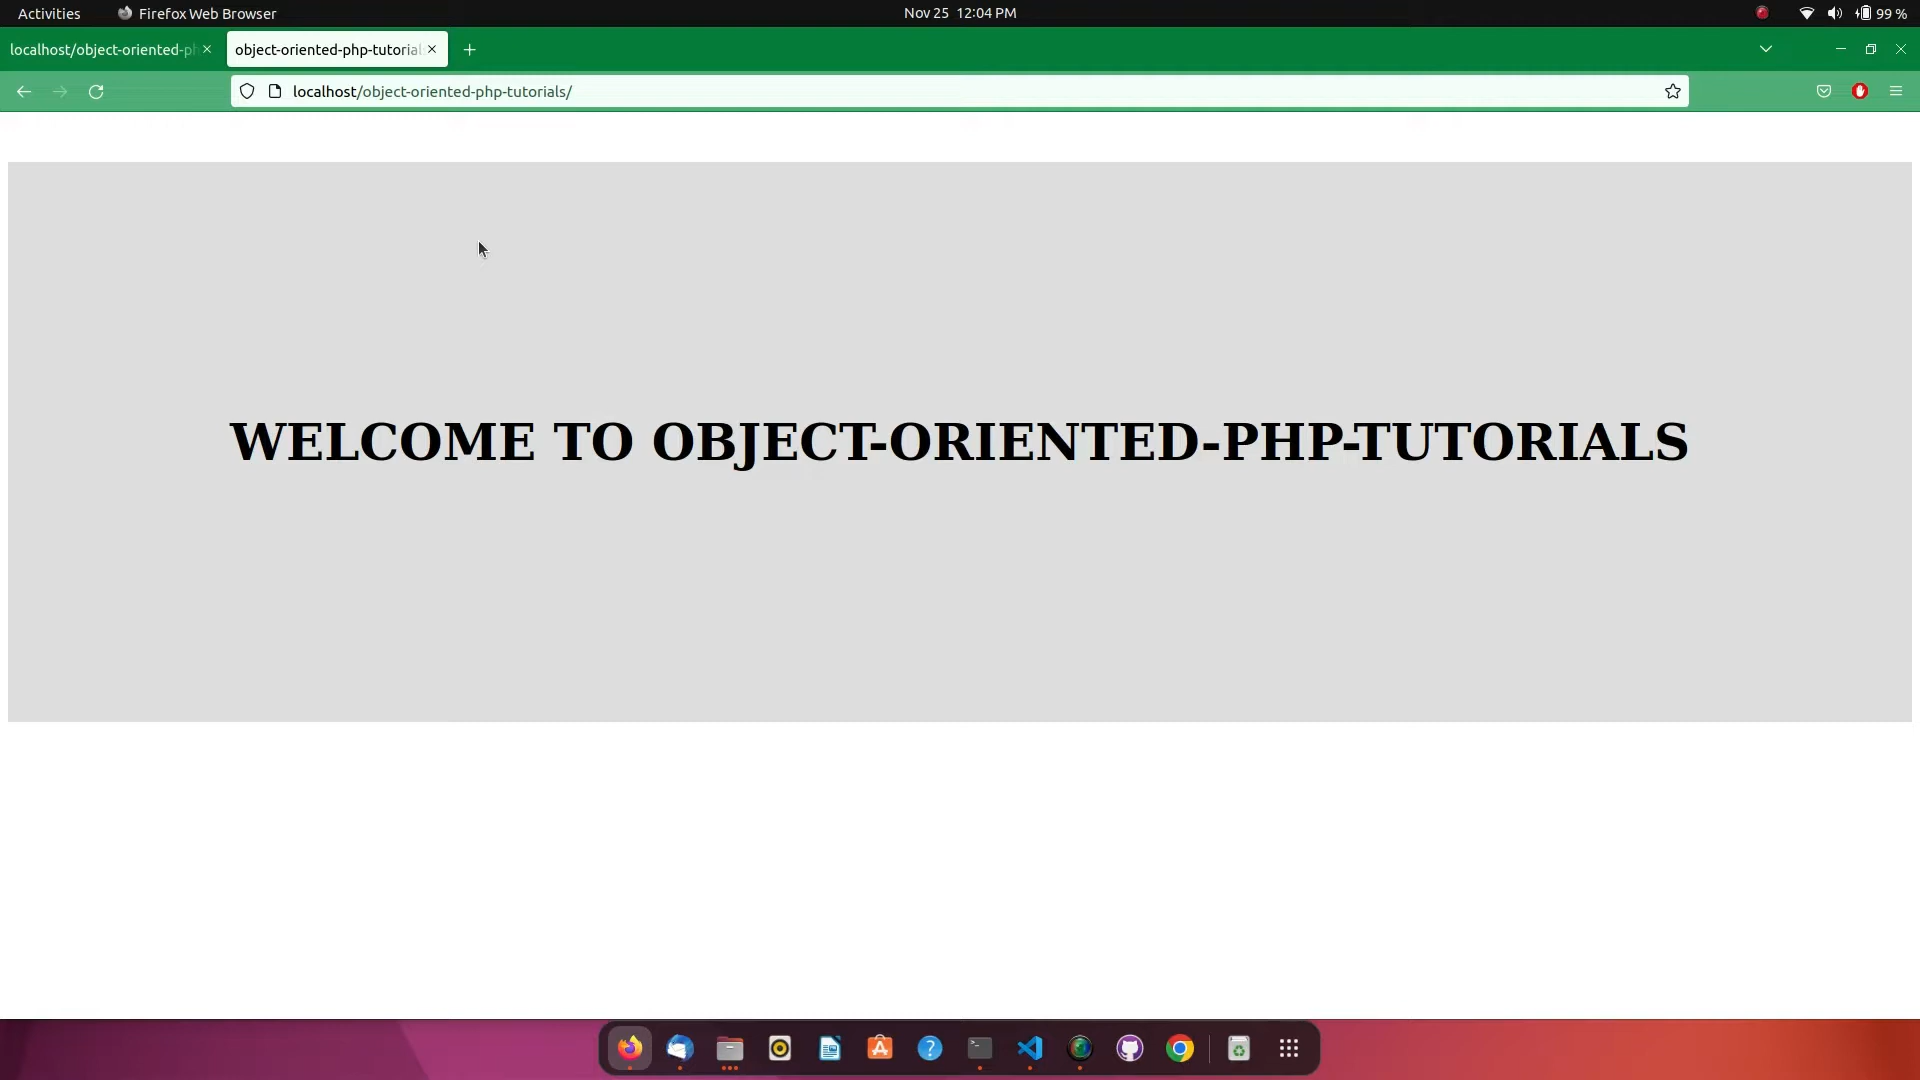 Activities
Firefox Web Browser
Nov 25 12:04 PM
99 %
localhost/object-oriented-ph
object-oriented-php-tutorial
localhost/object-oriented-php-tutorials/
WELCOME TO OBJECT-ORIENTED-PHP-TUTORIALS